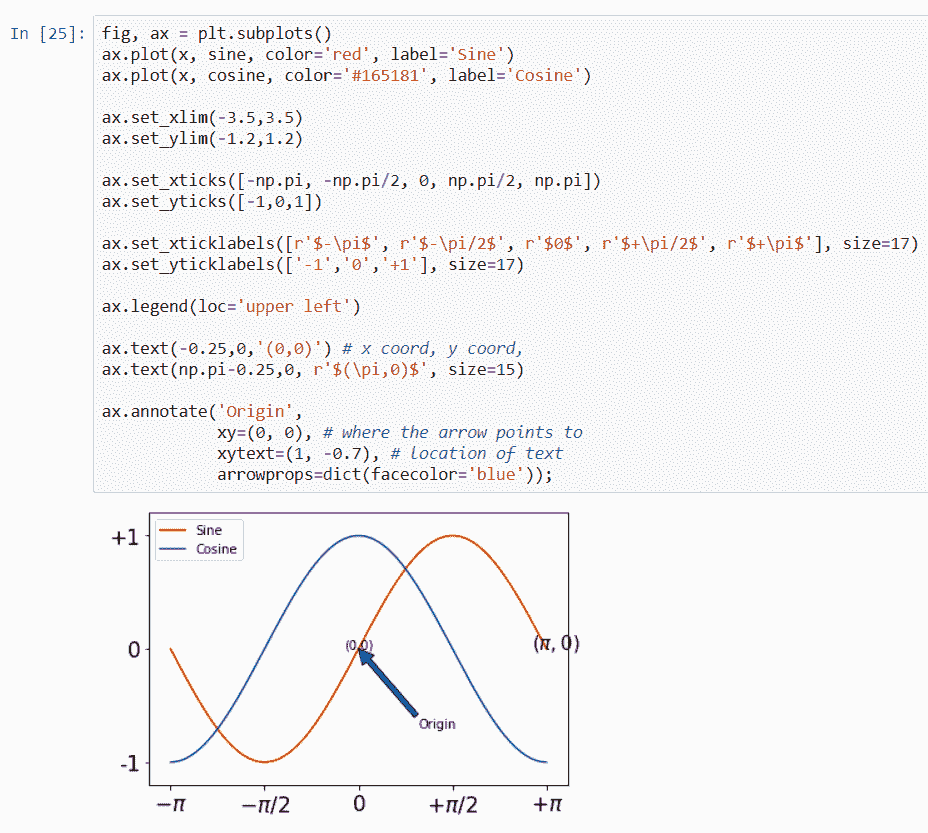 In [25]: fig, ax = plt.subplots()
ax.plot(x, sine, color='red', label='Sine')
ax.plot(x, cosine, color='#165181', label='Cosine')
ax.set_xlim(-3.5,3.5)
ax.set_ylim(-1.2,1.2)
ax.set_xticks([-np.pi, -np.pi/2, 0, np.pi/2, np.pi])
ax.set_yticks([-1,0,1])
ax.set_xticklabels([r'$-\pi$', r'$-\pi/2$', r'$0$', r'$+\pi/2$', r'$+\pi$'], size=17)
ax.set_yticklabels(['-1','0','+1'], size=17)
ax.legend(loc='upper left')
ax.text(-0.25,0,'(0,0)') # x coord, y coord,
ax.text(np.pi-0.25,0, r'$(\pi,0)$', size=15)
ax.annotate('Origin',
xy=(0, 0), # where the arrow points to
xytext=(1, -0.7), # location of text
arrowprops=dict(facecolor='blue'));
Sine
Cosine
+1
0
-1
(0,0)
(π, 0)
Origin
−π
−π/2
0
+π/2
+π